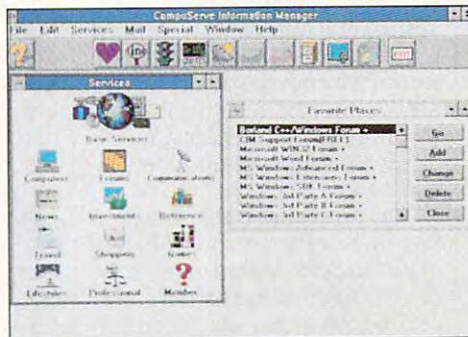 CompuServe Information Manager
File Edit Services Mail Special Window Help
Services
Basic Services
Computers Forums Communications
News Investments Reference
Travel Shopping Games
Lifestyles Professional Member
Favorite Places
Borland C++/Windows Forum +
CIM Support Forum(FREE)
Microsoft WIN32 Forum +
Microsoft Word Forum +
MS Windows Advanced Forum +
MS Windows Extensions Forum +
MS Windows SDK Forum +
Windows 3rd Party A Forum +
Windows 3rd Party B Forum +
Windows 3rd Party C Forum +
Go
Add
Change
Delete
Close